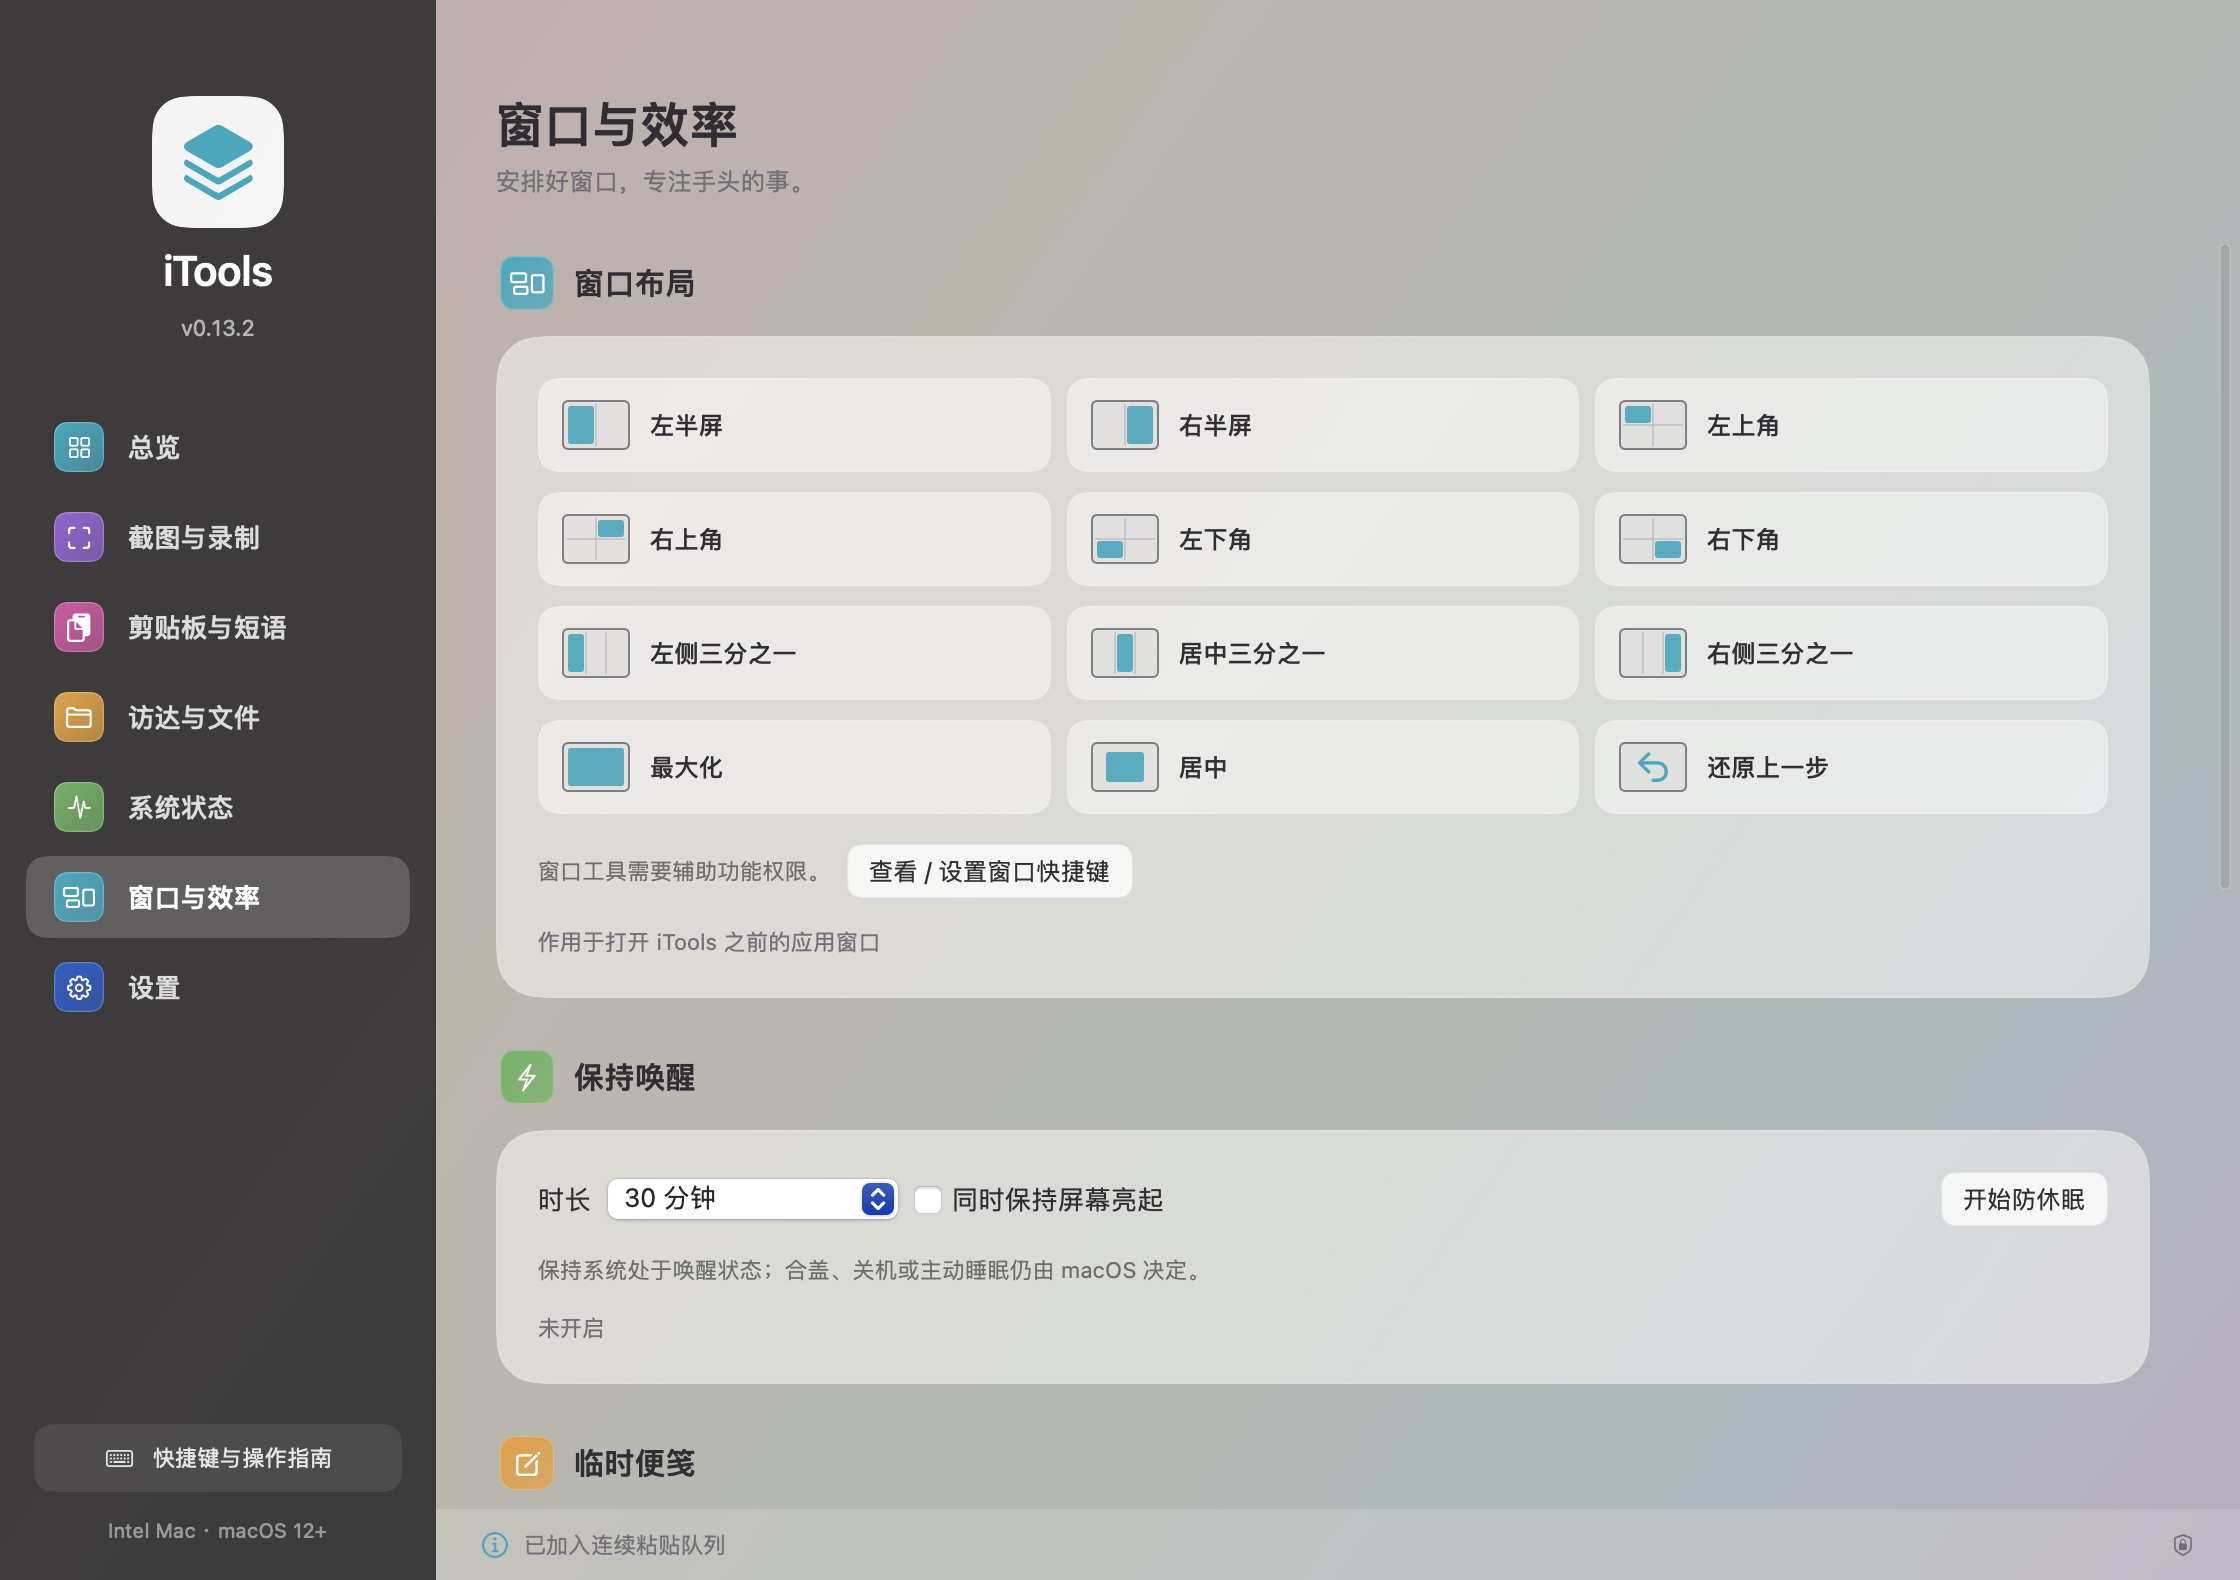 iTools
v0.13.2
总览
截图与录制
剪贴板与短语
访达与文件
系统状态
窗口与效率
设置
快捷键与操作指南
Intel Mac · macOS 12+
窗口与效率
安排好窗口，专注手头的事。
窗口布局
左半屏
右半屏
左上角
右上角
左下角
右下角
左侧三分之一
居中三分之一
右侧三分之一
最大化
居中
还原上一步
窗口工具需要辅助功能权限。
查看 / 设置窗口快捷键
作用于打开 iTools 之前的应用窗口
保持唤醒
时长
30 分钟
同时保持屏幕亮起
开始防休眠
保持系统处于唤醒状态；合盖、关机或主动睡眠仍由 macOS 决定。
未开启
临时便笺
已加入连续粘贴队列